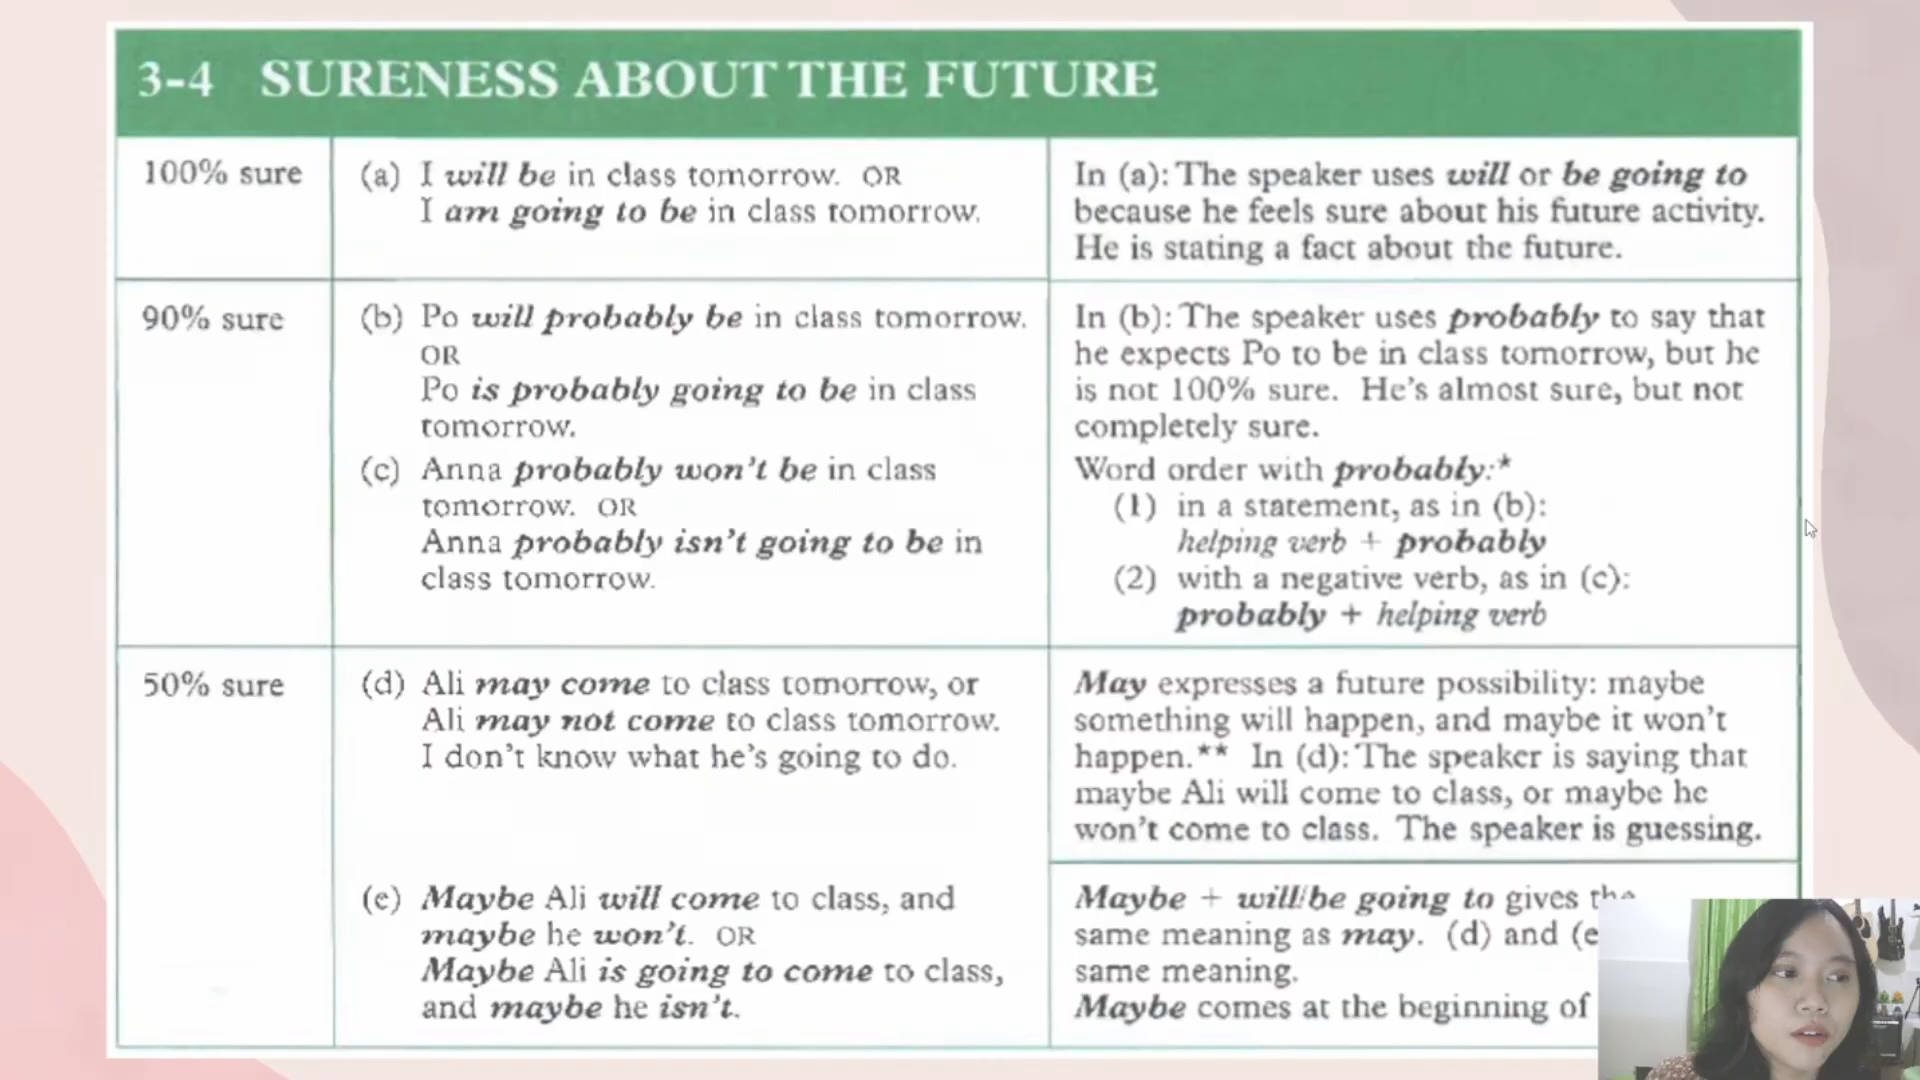 3-4 SURENESS ABOUT THE FUTURE
100% sure
(a) I will be in class tomorrow. OR
I am going to be in class tomorrow.
In (a): The speaker uses will or be going to
because he feels sure about his future activity.
He is stating a fact about the future.
90% sure
(b) Po will probably be in class tomorrow.
OR
Po is probably going to be in class
tomorrow.
(c) Anna probably won't be in class
tomorrow. OR
Anna probably isn't going to be in
class tomorrow.
In (b): The speaker uses probably to say that
he expects Po to be in class tomorrow, but he
is not 100% sure. He's almost sure, but not
completely sure.
Word order with probably:*
(1) in a statement, as in (b):
helping verb + probably
(2) with a negative verb, as in (c):
probably + helping verb
50% sure
(d) Ali may come to class tomorrow, or
Ali may not come to class tomorrow.
I don't know what he's going to do.
May expresses a future possibility: maybe
something will happen, and maybe it won't
happen.** In (d): The speaker is saying that
maybe Ali will come to class, or maybe he
won't come to class. The speaker is guessing.
(e) Maybe Ali will come to class, and
maybe he won't. OR
Maybe Ali is going to come to class,
and maybe he isn't.
Maybe + will/be going to gives the
same meaning as may. (d) and (e
same meaning.
Maybe comes at the beginning of